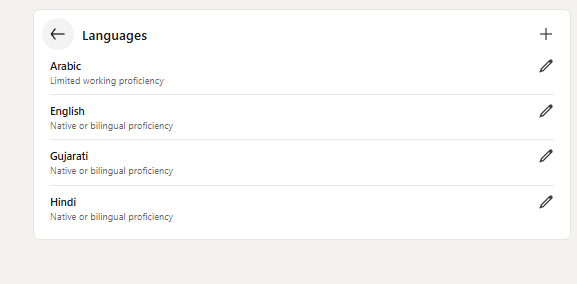 Languages
Arabic
Limited working proficiency
English
Native or bilingual proficiency
Gujarati
Native or bilingual proficiency
Hindi
Native or bilingual proficiency